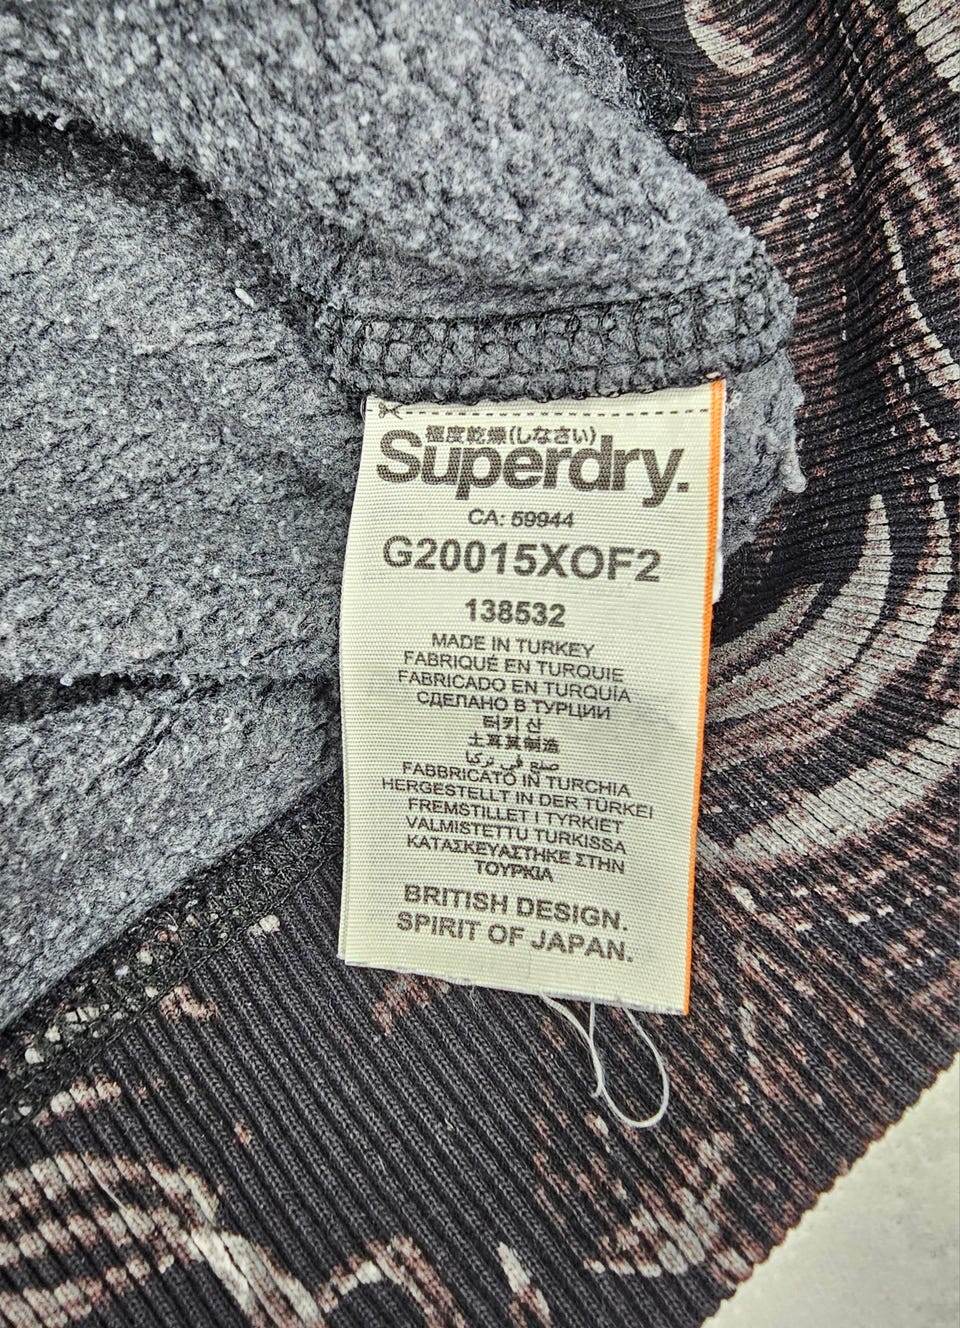 極度乾燥(しなさい)
Superdry.
CA: 59944
G20015XOF2
138532
MADE IN TURKEY
FABRIQUÉ EN TURQUIE
FABRICADO EN TURQUIA
СДЕЛАНО В ТУРЦИИ
터키 산
土耳其制造
صنع في تركيا
FABBRICATO IN TURCHIA
HERGESTELLT IN DER TÜRKEI
FREMSTILLET I TYRKIET
VALMISTETTU TURKISSA
ΚΑΤΑΣΚΕΥΑΣΤΗΚΕ ΣΤΗΝ
ΤΟΥΡΚΙΑ
BRITISH DESIGN.
SPIRIT OF JAPAN.